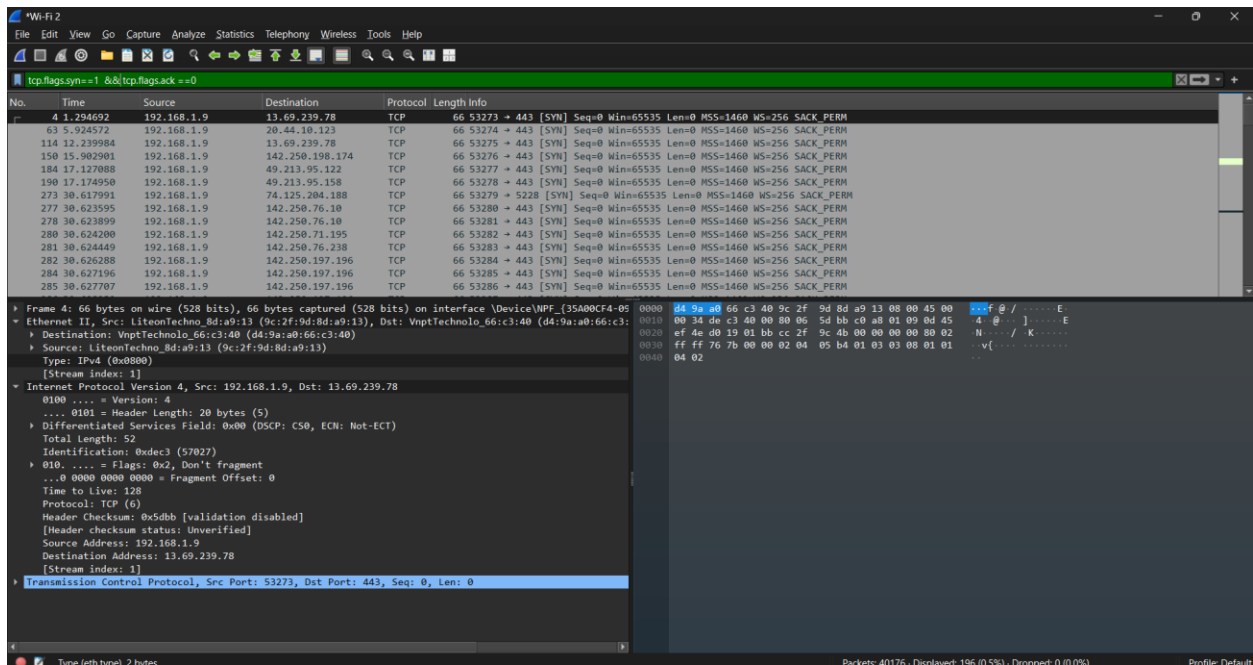 *Wi-Fi 2
File Edit View Go Capture Analyze Statistics Telephony Wireless Tools Help
tcp.flags.syn==1 &&tcp.flags.ack ==0
No. Time Source Destination Protocol Length Info
4 1.294692 192.168.1.9 13.69.239.78 TCP 66 53273 → 443 [SYN] Seq=0 Win=65535 Len=0 MSS=1460 WS=256 SACK_PERM
63 5.924572 192.168.1.9 20.44.10.123 TCP 66 53274 → 443 [SYN] Seq=0 Win=65535 Len=0 MSS=1460 WS=256 SACK_PERM
114 12.239984 192.168.1.9 13.69.239.78 TCP 66 53275 → 443 [SYN] Seq=0 Win=65535 Len=0 MSS=1460 WS=256 SACK_PERM
150 15.902901 192.168.1.9 142.250.198.174 TCP 66 53276 → 443 [SYN] Seq=0 Win=65535 Len=0 MSS=1460 WS=256 SACK_PERM
184 17.127088 192.168.1.9 49.213.95.122 TCP 66 53277 → 443 [SYN] Seq=0 Win=65535 Len=0 MSS=1460 WS=256 SACK_PERM
190 17.174950 192.168.1.9 49.213.95.158 TCP 66 53278 → 443 [SYN] Seq=0 Win=65535 Len=0 MSS=1460 WS=256 SACK_PERM
273 30.617991 192.168.1.9 74.125.204.188 TCP 66 53279 → 5228 [SYN] Seq=0 Win=65535 Len=0 MSS=1460 WS=256 SACK_PERM
277 30.623595 192.168.1.9 142.250.76.10 TCP 66 53280 → 443 [SYN] Seq=0 Win=65535 Len=0 MSS=1460 WS=256 SACK_PERM
278 30.623899 192.168.1.9 142.250.76.10 TCP 66 53281 → 443 [SYN] Seq=0 Win=65535 Len=0 MSS=1460 WS=256 SACK_PERM
280 30.624200 192.168.1.9 142.250.71.195 TCP 66 53282 → 443 [SYN] Seq=0 Win=65535 Len=0 MSS=1460 WS=256 SACK_PERM
281 30.624449 192.168.1.9 142.250.76.238 TCP 66 53283 → 443 [SYN] Seq=0 Win=65535 Len=0 MSS=1460 WS=256 SACK_PERM
282 30.626288 192.168.1.9 142.250.197.196 TCP 66 53284 → 443 [SYN] Seq=0 Win=65535 Len=0 MSS=1460 WS=256 SACK_PERM
284 30.627196 192.168.1.9 142.250.197.196 TCP 66 53285 → 443 [SYN] Seq=0 Win=65535 Len=0 MSS=1460 WS=256 SACK_PERM
285 30.627707 192.168.1.9 142.250.197.196 TCP 66 53286 → 443 [SYN] Seq=0 Win=65535 Len=0 MSS=1460 WS=256 SACK_PERM
Frame 4: 66 bytes on wire (528 bits), 66 bytes captured (528 bits) on interface \Device\NPF_{35A00CF4-09
Ethernet II, Src: LiteonTechno_8d:a9:13 (9c:2f:9d:8d:a9:13), Dst: VnptTechnolo_66:c3:40 (d4:9a:a0:66:c3:
Destination: VnptTechnolo_66:c3:40 (d4:9a:a0:66:c3:40)
Source: LiteonTechno_8d:a9:13 (9c:2f:9d:8d:a9:13)
Type: IPv4 (0x0800)
[Stream index: 1]
Internet Protocol Version 4, Src: 192.168.1.9, Dst: 13.69.239.78
0100 .... = Version: 4
.... 0101 = Header Length: 20 bytes (5)
Differentiated Services Field: 0x00 (DSCP: CS0, ECN: Not-ECT)
Total Length: 52
Identification: 0xdec3 (57027)
010. .... = Flags: 0x2, Don't fragment
...0 0000 0000 0000 = Fragment Offset: 0
Time to Live: 128
Protocol: TCP (6)
Header Checksum: 0x5dbb [validation disabled]
[Header checksum status: Unverified]
Source Address: 192.168.1.9
Destination Address: 13.69.239.78
[Stream index: 1]
Transmission Control Protocol, Src Port: 53273, Dst Port: 443, Seq: 0, Len: 0
0000 d4 9a a0 66 c3 40 9c 2f 9d 8d a9 13 08 00 45 00 ···f·@·/ ······E·
0010 00 34 de c3 40 00 80 06 5d bb c0 a8 01 09 0d 45 ·4··@··· ]······E
0020 ef 4e d0 19 01 bb cc 2f 9c 4b 00 00 00 00 80 02 ·N·····/ ·K······
0030 ff ff 76 7b 00 00 02 04 05 b4 01 03 03 08 01 01 ··v{···· ········
0040 04 02 ··
Type (eth.type), 2 bytes
Packets: 40176 · Displayed: 196 (0.5%) · Dropped: 0 (0.0%)
Profile: Default